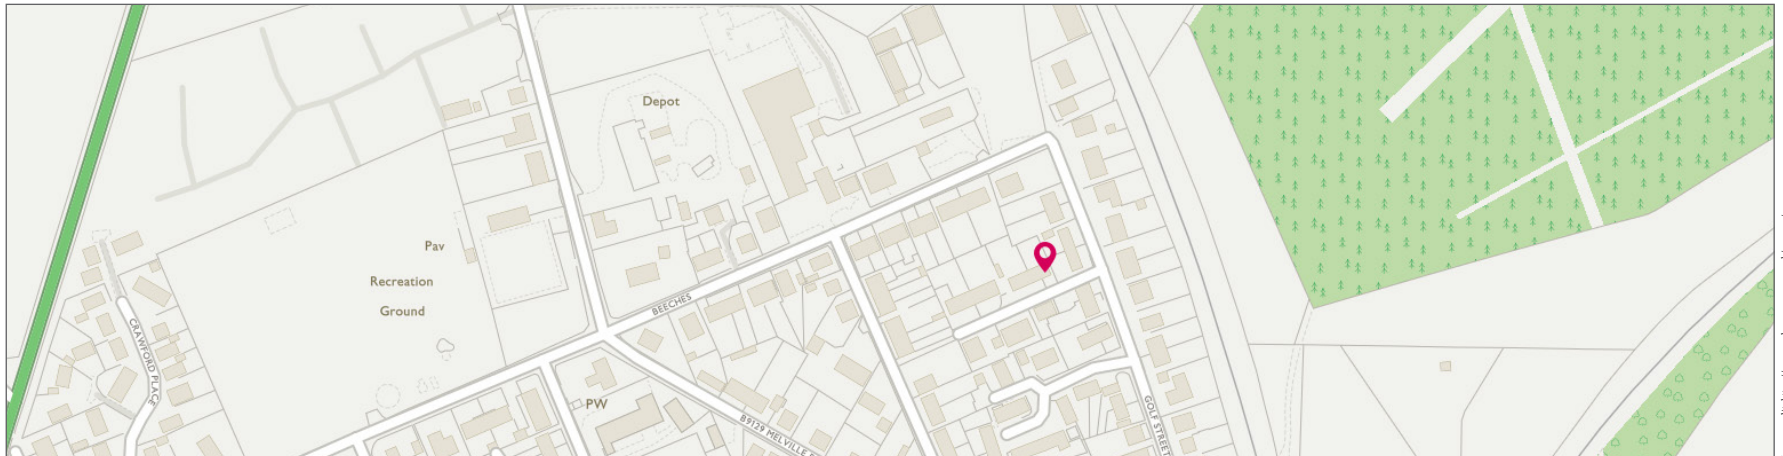 Depot
Pav
Recreation
Ground
BEECHES
CRAWFORD PLACE
PW
B9129 MELVILLE
GOLF STREET